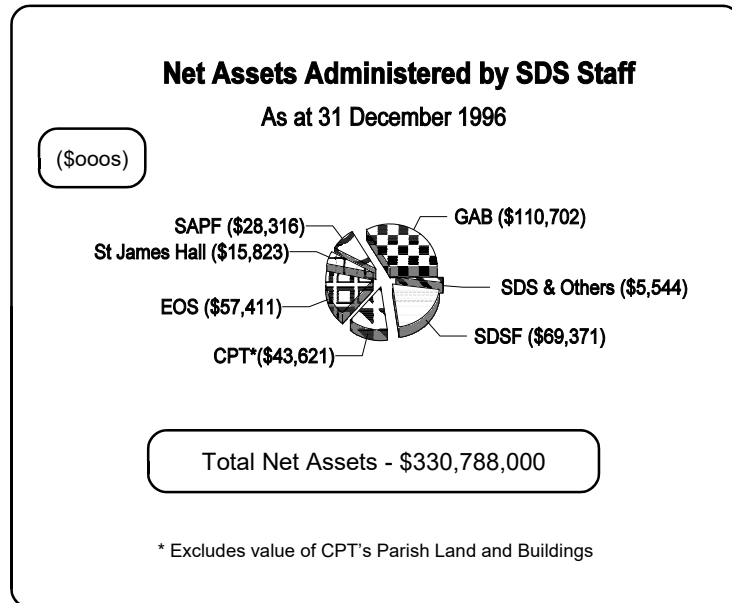 Net Assets Administered by SDS Staff
As at 31 December 1996
($ooos)
SAPF ($28,316)
GAB ($110,702)
St James Hall ($15,823)
SDS & Others ($5,544)
EOS ($57,411)
SDSF ($69,371)
CPT*($43,621)
Total Net Assets - $330,788,000
* Excludes value of CPT's Parish Land and Buildings